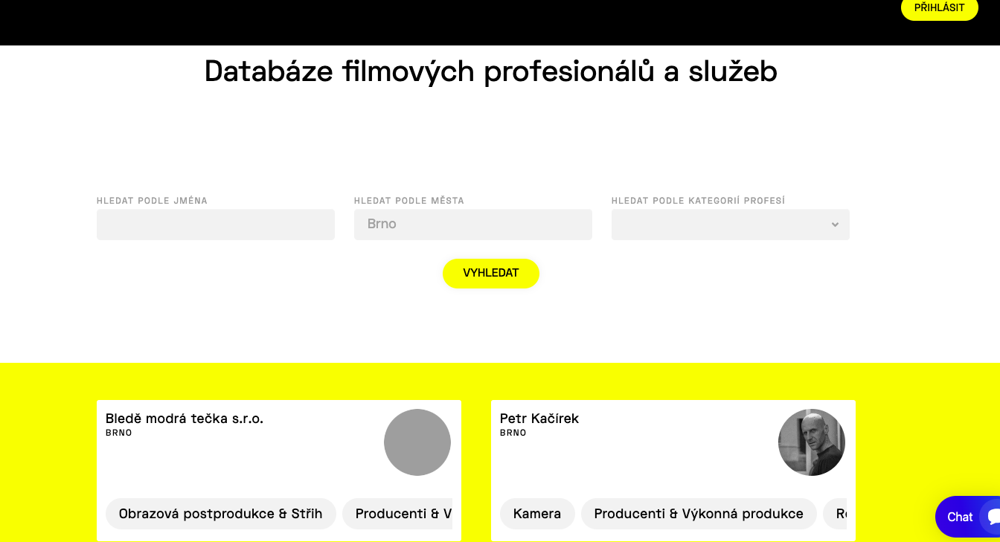 PŘIHLÁSIT
Databáze filmových profesionálů a služeb
HLEDAT PODLE JMÉNA
HLEDAT PODLE MĚSTA
HLEDAT PODLE KATEGORIÍ PROFESÍ
Brno
VYHLEDAT
Bledě modrá tečka s.r.o.
BRNO
Petr Kačírek
BRNO
Obrazová postprodukce & Střih
Producenti & V
Kamera
Producenti & Výkonná produkce
Chat